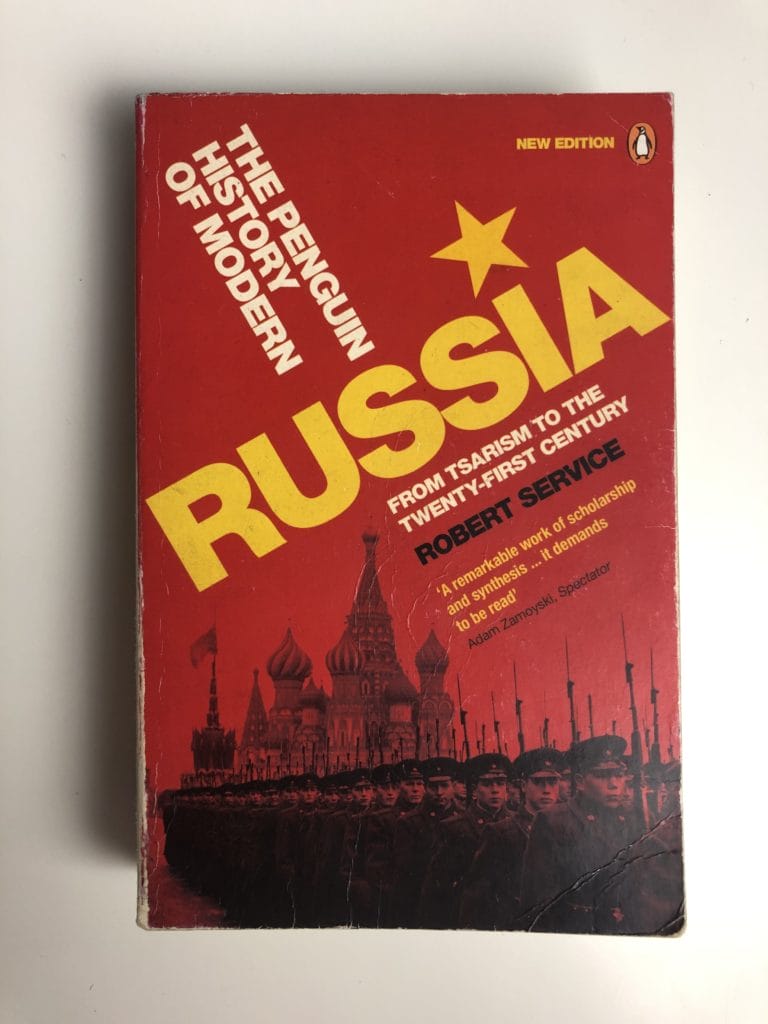 NEW EDITION
THE PENGUIN
HISTORY
OF MODERN
RUSSIA
FROM TSARISM TO THE
TWENTY-FIRST CENTURY
ROBERT SERVICE
'A remarkable work of scholarship
and synthesis ... it demands
to be read'
Adam Zamoyski, Spectator